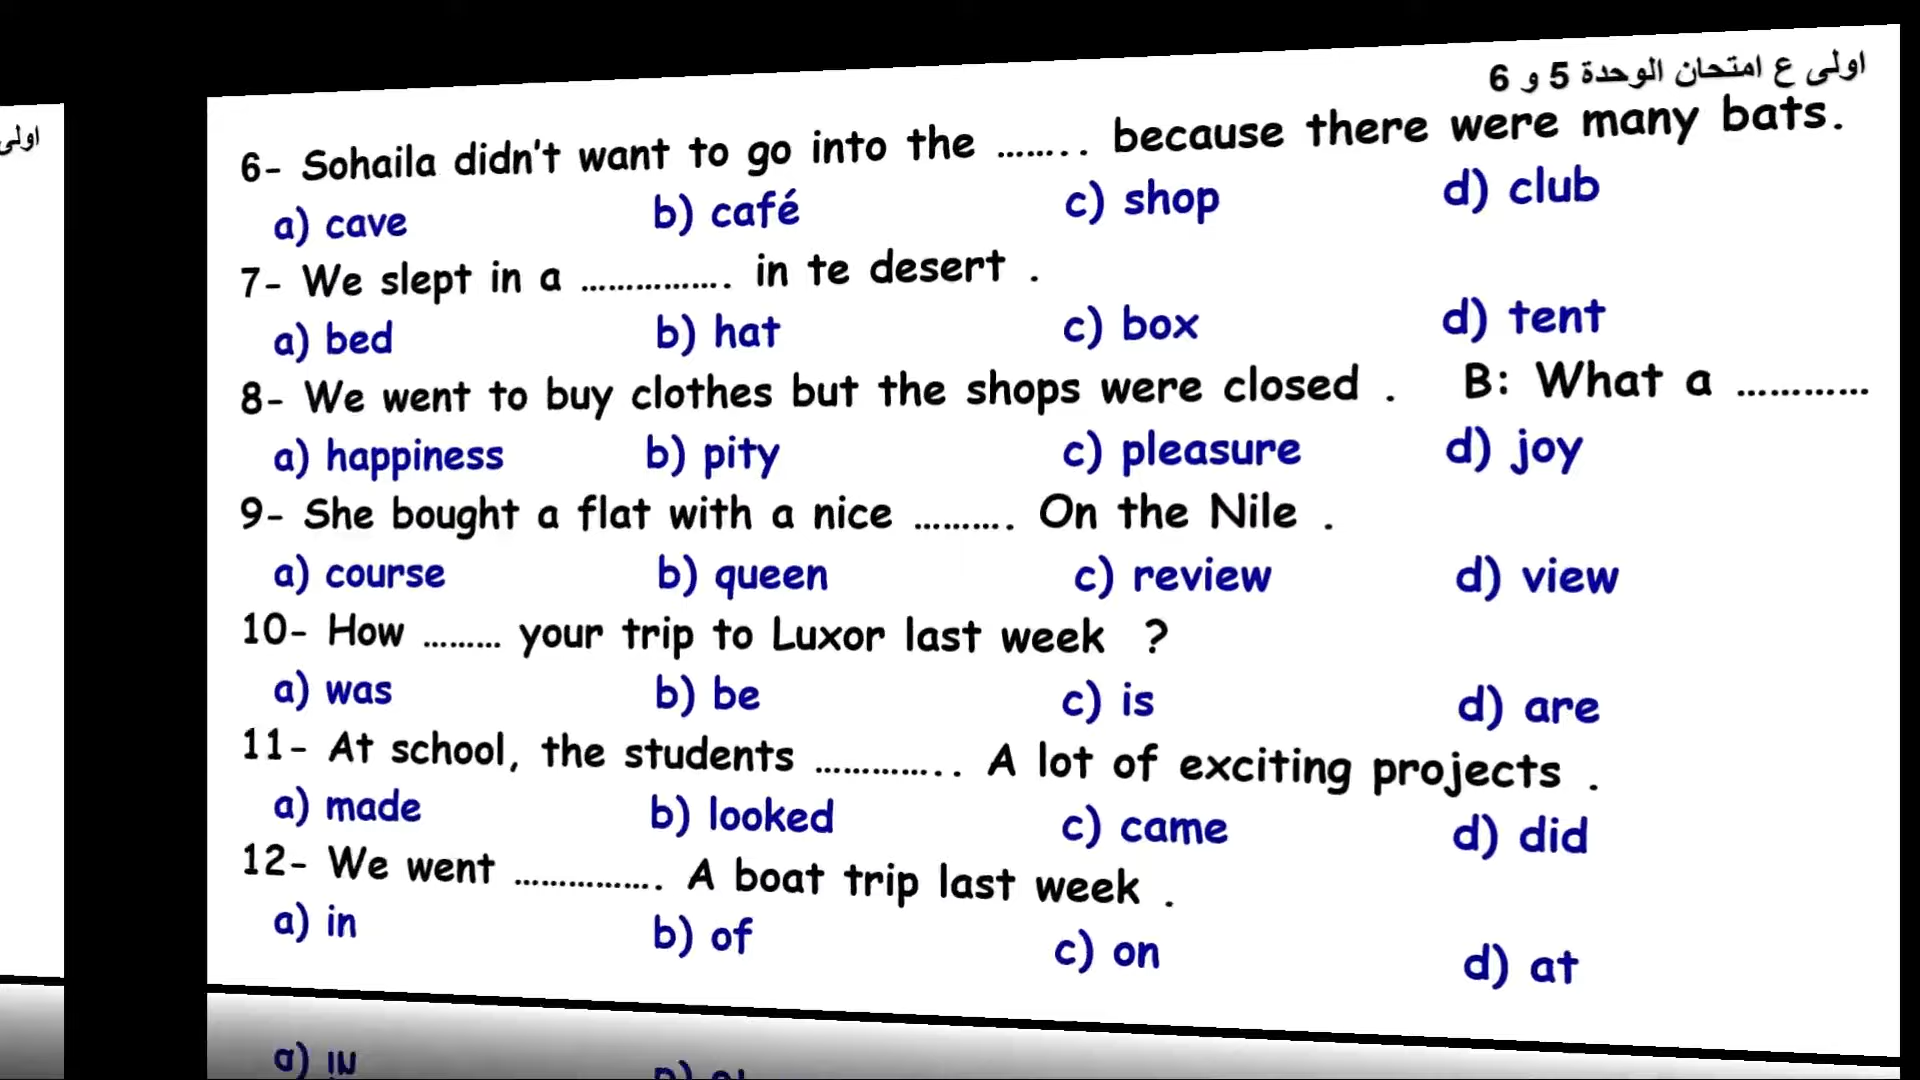 اولى ع امتحان الوحدة 5 و 6
اولى
6- Sohaila didn't want to go into the ........ because there were many bats.
a) cave b) café c) shop d) club
7- We slept in a ................ in te desert .
a) bed b) hat c) box d) tent
8- We went to buy clothes but the shops were closed . B: What a .............
a) happiness b) pity c) pleasure d) joy
9- She bought a flat with a nice .......... On the Nile .
a) course b) queen c) review d) view
10- How ......... your trip to Luxor last week ?
a) was b) be c) is d) are
11- At school, the students .............. A lot of exciting projects .
a) made b) looked c) came d) did
12- We went ................ A boat trip last week .
a) in b) of c) on d) at